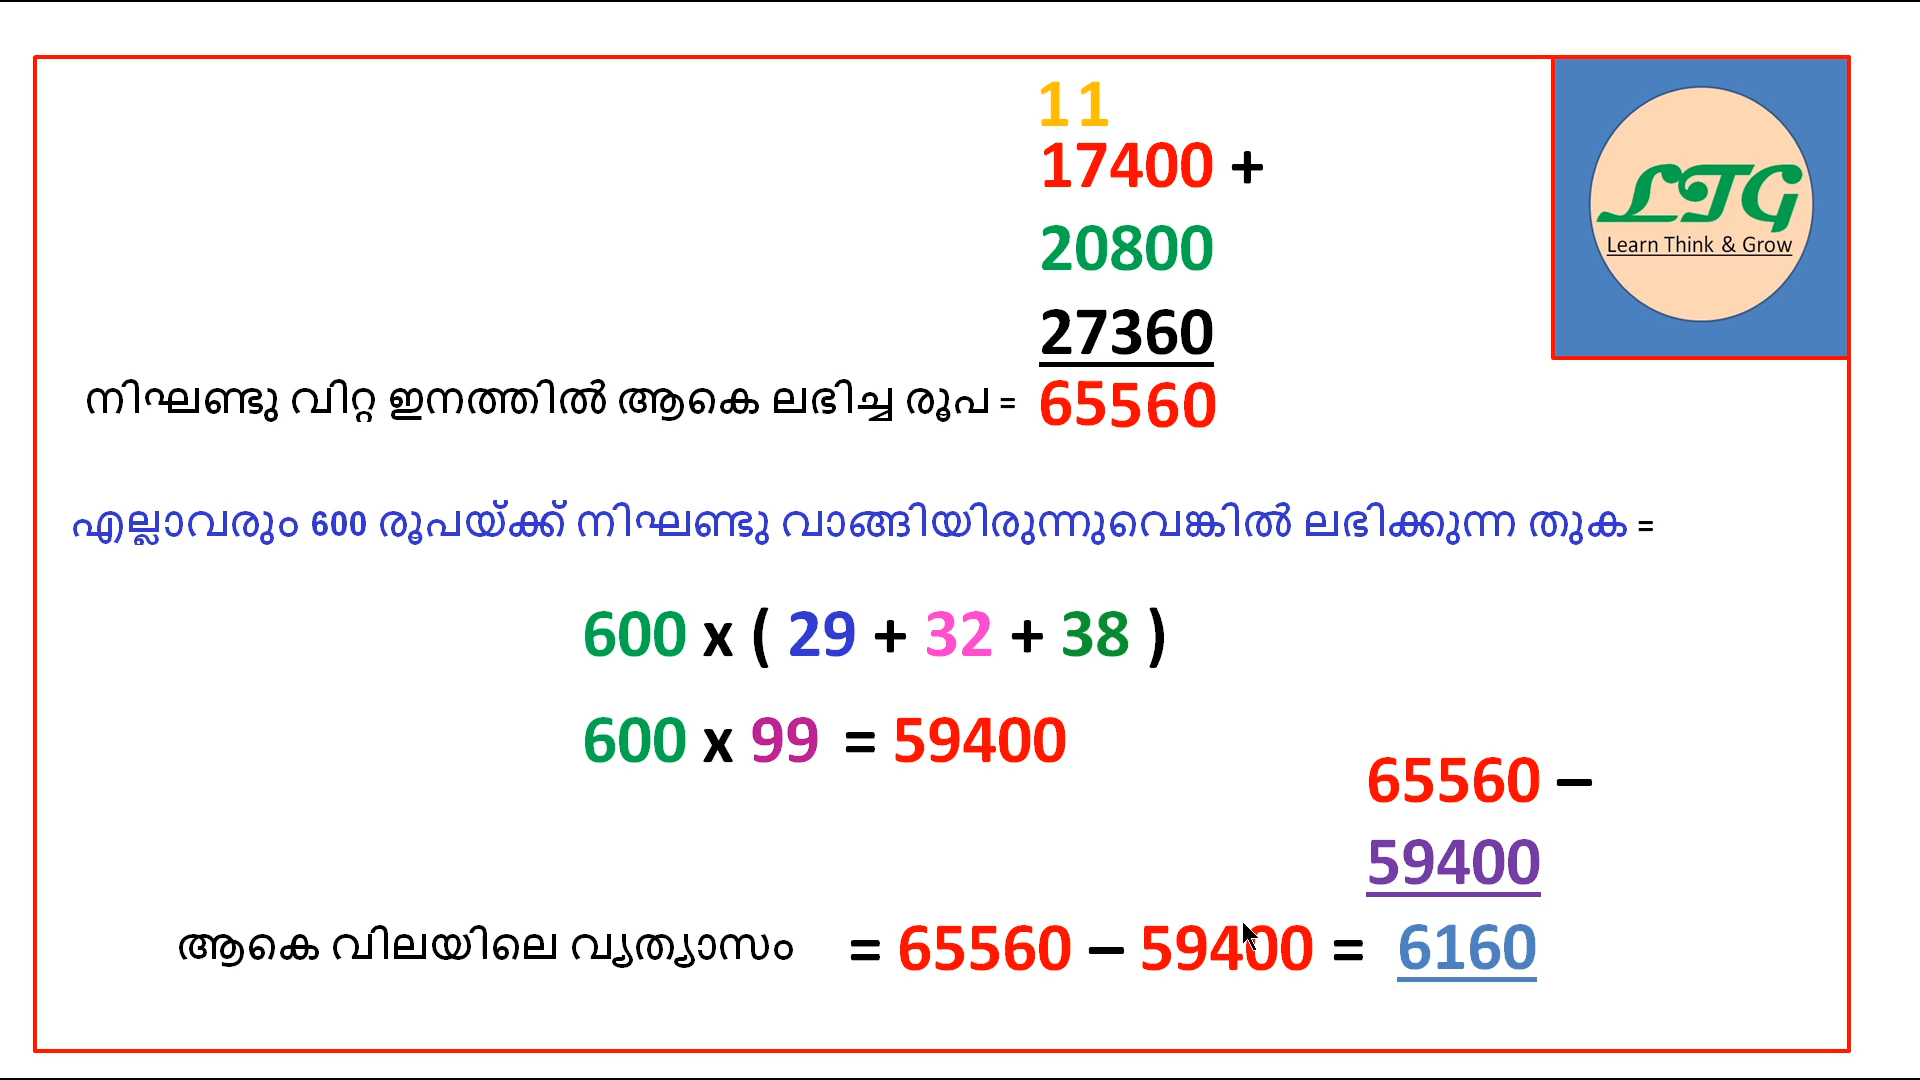 11
17400 +
20800
27360
നിഘണ്ടു വിറ്റ ഇനത്തിൽ ആകെ ലഭിച്ച രൂപ = 65560
എല്ലാവരും 600 രൂപയ്ക്ക് നിഘണ്ടു വാങ്ങിയിരുന്നുവെങ്കിൽ ലഭിക്കുന്ന തുക =
600 x ( 29 + 32 + 38 )
600 x 99 = 59400
65560 –
59400
ആകെ വിലയിലെ വ്യത്യാസം = 65560 – 59400 = 6160
LTG
Learn Think & Grow